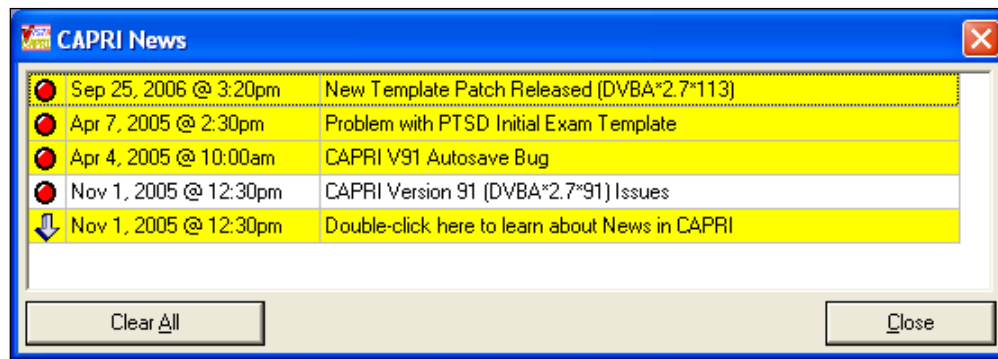 CAPRI News
Sep 25, 2006 @ 3:20pm New Template Patch Released (DVBA*2.7*113)
Apr 7, 2005 @ 2:30pm Problem with PTSD Initial Exam Template
Apr 4, 2005 @ 10:00am CAPRI V91 Autosave Bug
Nov 1, 2005 @ 12:30pm CAPRI Version 91 (DVBA*2.7*91) Issues
Nov 1, 2005 @ 12:30pm Double-click here to learn about News in CAPRI
Clear All Close